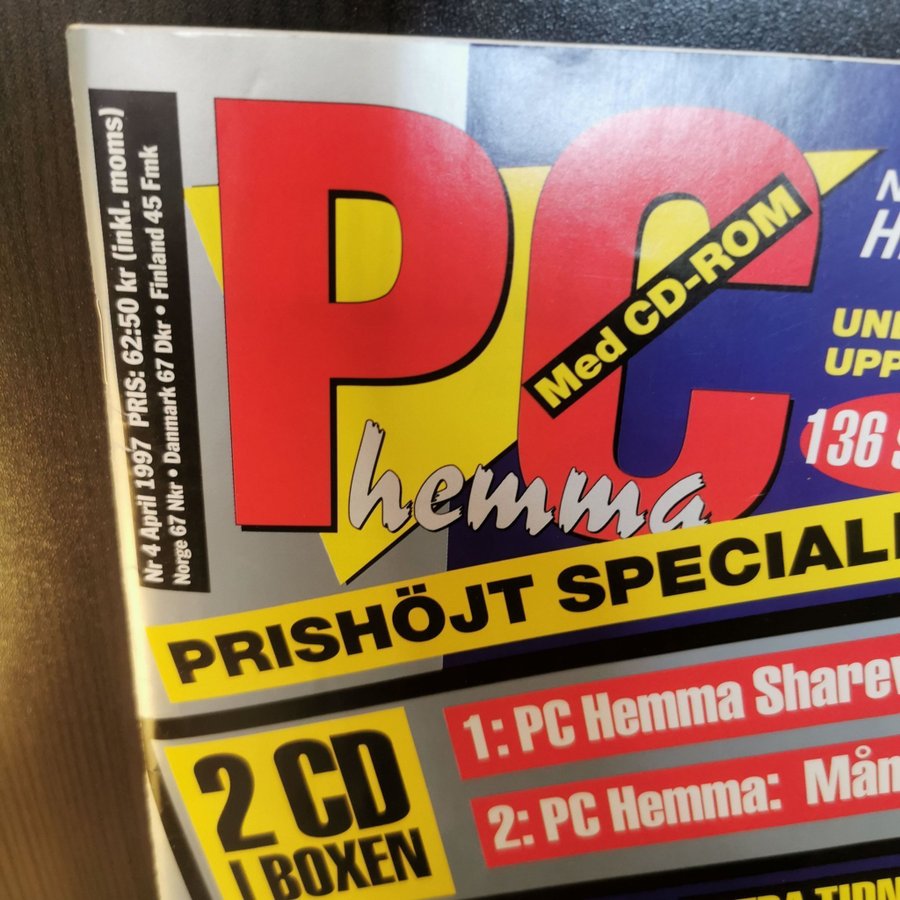 Nr 4 April 1997 PRIS: 62:50 kr (inkl. moms)
Norge 67 Nkr • Danmark 67 Dkr • Finland 45 Fmk
PC
Med CD-ROM
hemma
136
PRISHÖJT
1: PC Hemma
2: PC Hemma:
2 CD
I BOXEN